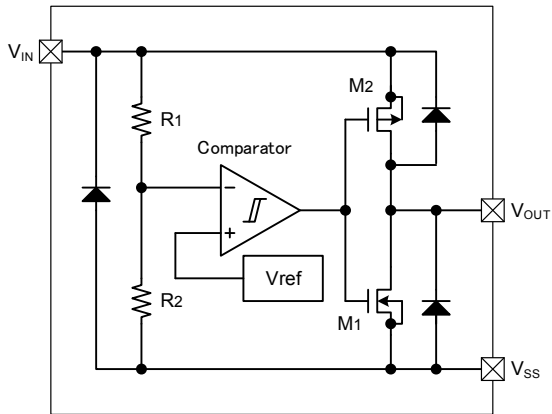 VIN
M2
R1
Comparator
−
VOUT
+
Vref
R2
M1
VSS